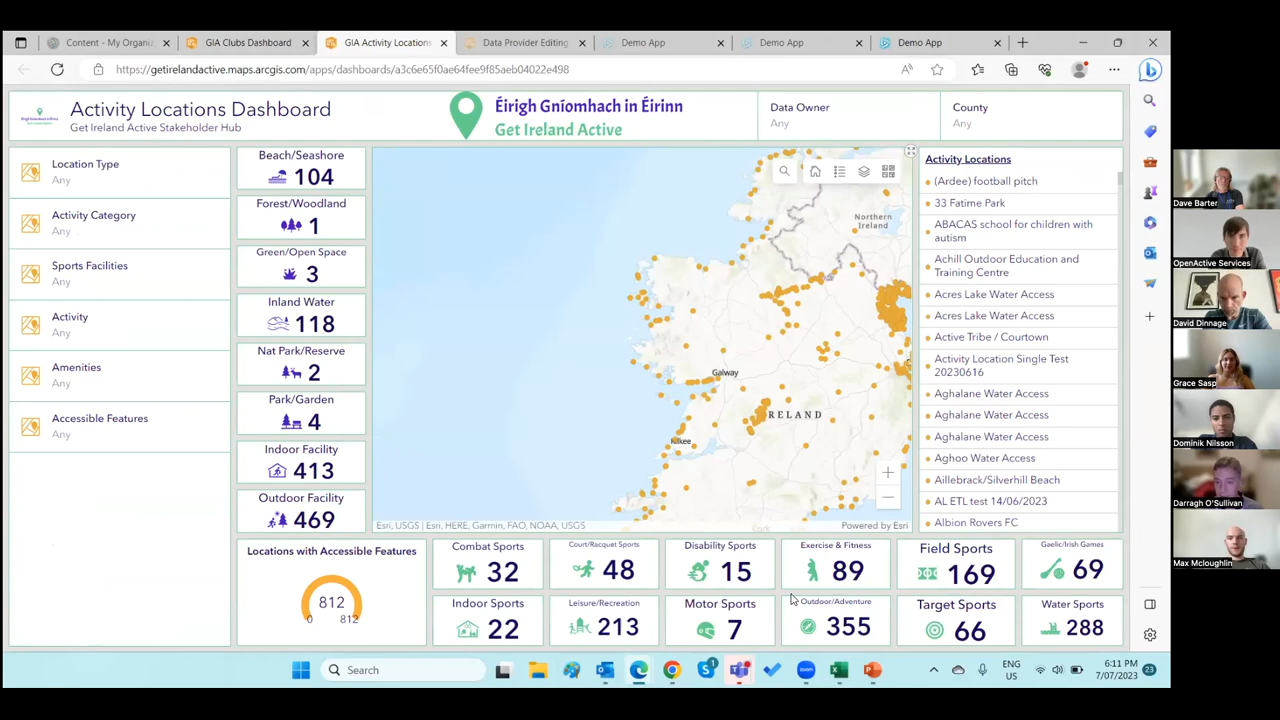 Content - My Organiz
GIA Clubs Dashboard
GIA Activity Locations
Data Provider Editing
Demo App
Demo App
Demo App
https://getirelandactive.maps.arcgis.com/apps/dashboards/a3c6e65f0ae64fee9f85aeb04022e498
Activity Locations Dashboard
Get Ireland Active Stakeholder Hub
Éirigh Gníomhach in Éirinn
Get Ireland Active
Data Owner
Any
County
Any
Location Type
Any
Activity Category
Any
Sports Facilities
Any
Activity
Any
Amenities
Any
Accessible Features
Any
Beach/Seashore
104
Forest/Woodland
1
Green/Open Space
3
Inland Water
118
Nat Park/Reserve
2
Park/Garden
4
Indoor Facility
413
Outdoor Facility
469
Northern
Ireland
Galway
IRELAND
Kilkee
Cork
Esri, USGS | Esri, HERE, Garmin, FAO, NOAA, USGS
Powered by Esri
Activity Locations
(Ardee) football pitch
33 Fatime Park
ABACAS school for children with
autism
Achill Outdoor Education and
Training Centre
Acres Lake Water Access
Acres Lake Water Access
Active Tribe / Courtown
Activity Location Single Test
20230616
Aghalane Water Access
Aghalane Water Access
Aghalane Water Access
Aghoo Water Access
Aillebrack/Silverhill Beach
AL ETL test 14/06/2023
Albion Rovers FC
Locations with Accessible Features
812
0
812
Combat Sports
32
Court/Racquet Sports
48
Disability Sports
15
Exercise & Fitness
89
Field Sports
169
Gaelic/Irish Games
69
Indoor Sports
22
Leisure/Recreation
213
Motor Sports
7
Outdoor/Adventure
355
Target Sports
66
Water Sports
288
Search
ENG
US
6:11 PM
7/07/2023
23
Dave Barter
OpenActive Services
David Dinnage
Grace Sasp
Dominik Nilsson
Darragh O'Sullivan
Max Mcloughlin